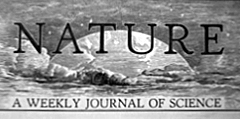 NATURE
A WEEKLY JOURNAL OF SCIENCE